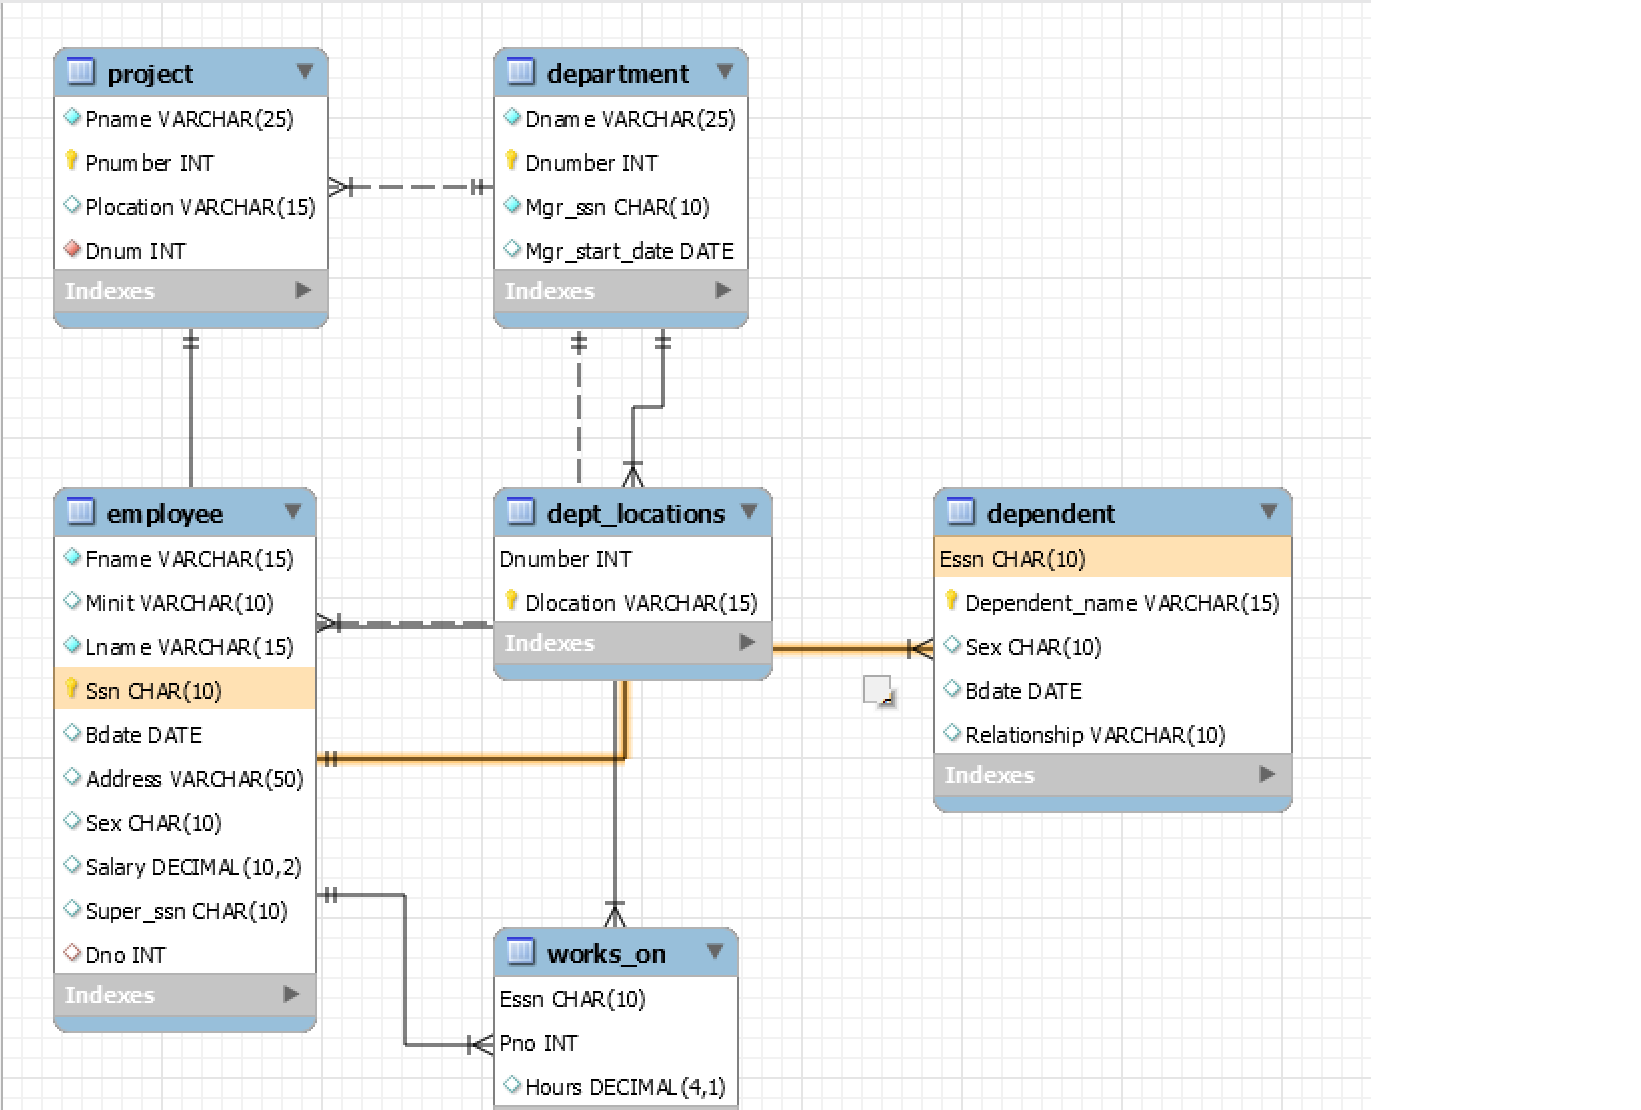 project
Pname VARCHAR(25)
Pnumber INT
Plocation VARCHAR(15)
Dnum INT
Indexes
department
Dname VARCHAR(25)
Dnumber INT
Mgr_ssn CHAR(10)
Mgr_start_date DATE
Indexes
employee
Fname VARCHAR(15)
Minit VARCHAR(10)
Lname VARCHAR(15)
Ssn CHAR(10)
Bdate DATE
Address VARCHAR(50)
Sex CHAR(10)
Salary DECIMAL(10,2)
Super_ssn CHAR(10)
Dno INT
Indexes
dept_locations
Dnumber INT
Dlocation VARCHAR(15)
Indexes
dependent
Essn CHAR(10)
Dependent_name VARCHAR(15)
Sex CHAR(10)
Bdate DATE
Relationship VARCHAR(10)
Indexes
works_on
Essn CHAR(10)
Pno INT
Hours DECIMAL(4,1)